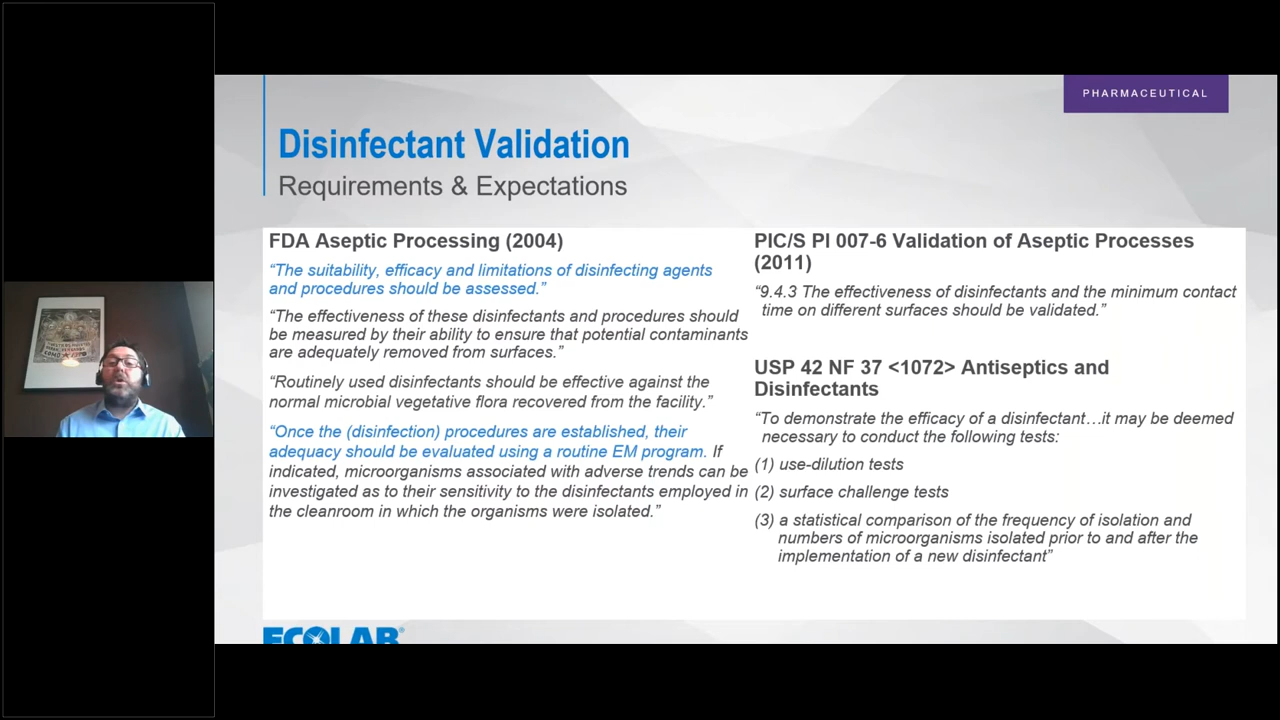 PHARMACEUTICAL
Disinfectant Validation
Requirements & Expectations
FDA Aseptic Processing (2004)
“The suitability, efficacy and limitations of disinfecting agents
and procedures should be assessed.”
“The effectiveness of these disinfectants and procedures should
be measured by their ability to ensure that potential contaminants
are adequately removed from surfaces.”
“Routinely used disinfectants should be effective against the
normal microbial vegetative flora recovered from the facility.”
“Once the (disinfection) procedures are established, their
adequacy should be evaluated using a routine EM program. If
indicated, microorganisms associated with adverse trends can be
investigated as to their sensitivity to the disinfectants employed in
the cleanroom in which the organisms were isolated.”
PIC/S PI 007-6 Validation of Aseptic Processes
(2011)
“9.4.3 The effectiveness of disinfectants and the minimum contact
time on different surfaces should be validated.”
USP 42 NF 37 <1072> Antiseptics and
Disinfectants
“To demonstrate the efficacy of a disinfectant…it may be deemed
necessary to conduct the following tests:
(1) use-dilution tests
(2) surface challenge tests
(3) a statistical comparison of the frequency of isolation and
numbers of microorganisms isolated prior to and after the
implementation of a new disinfectant”
ECOLAB®